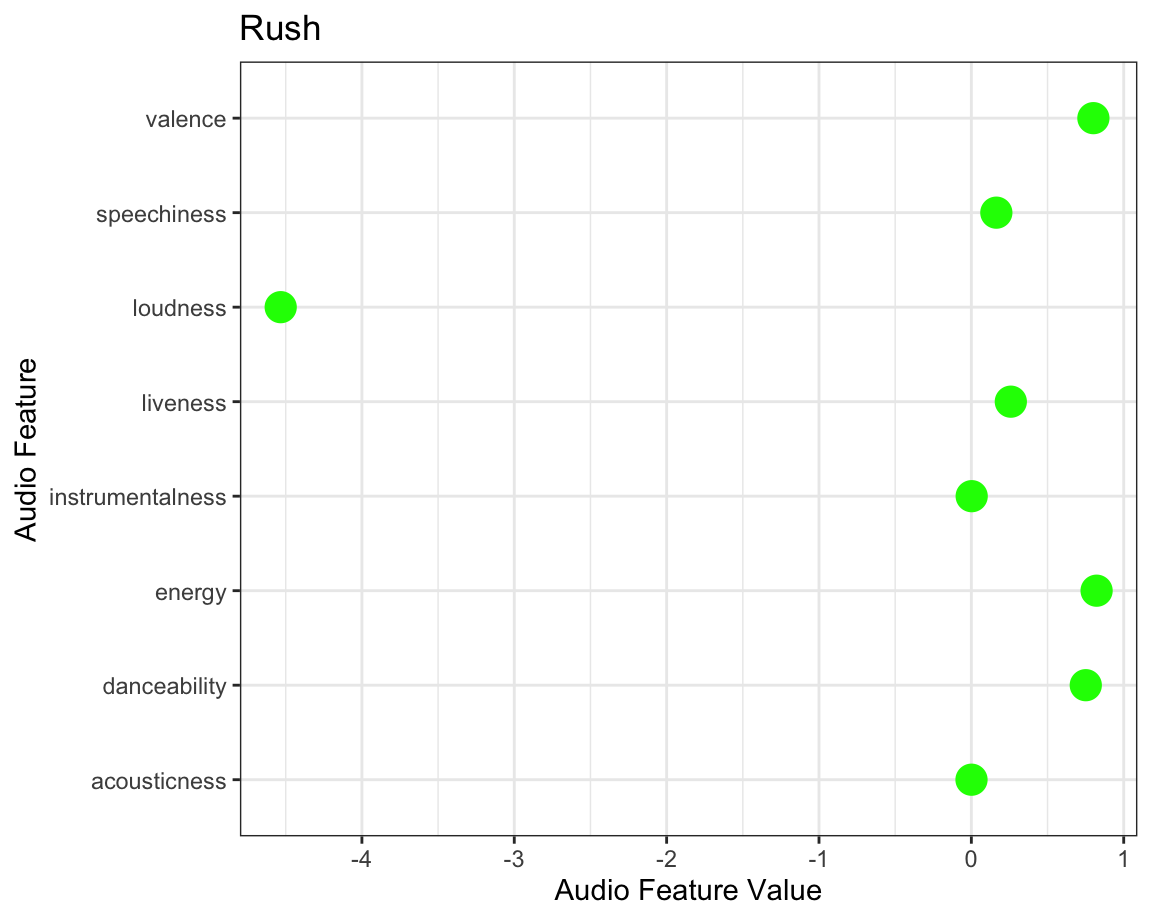 Rush
Audio Feature
valence
speechiness
loudness
liveness
instrumentalness
energy
danceability
acousticness
-4 -3 -2 -1 0 1
Audio Feature Value